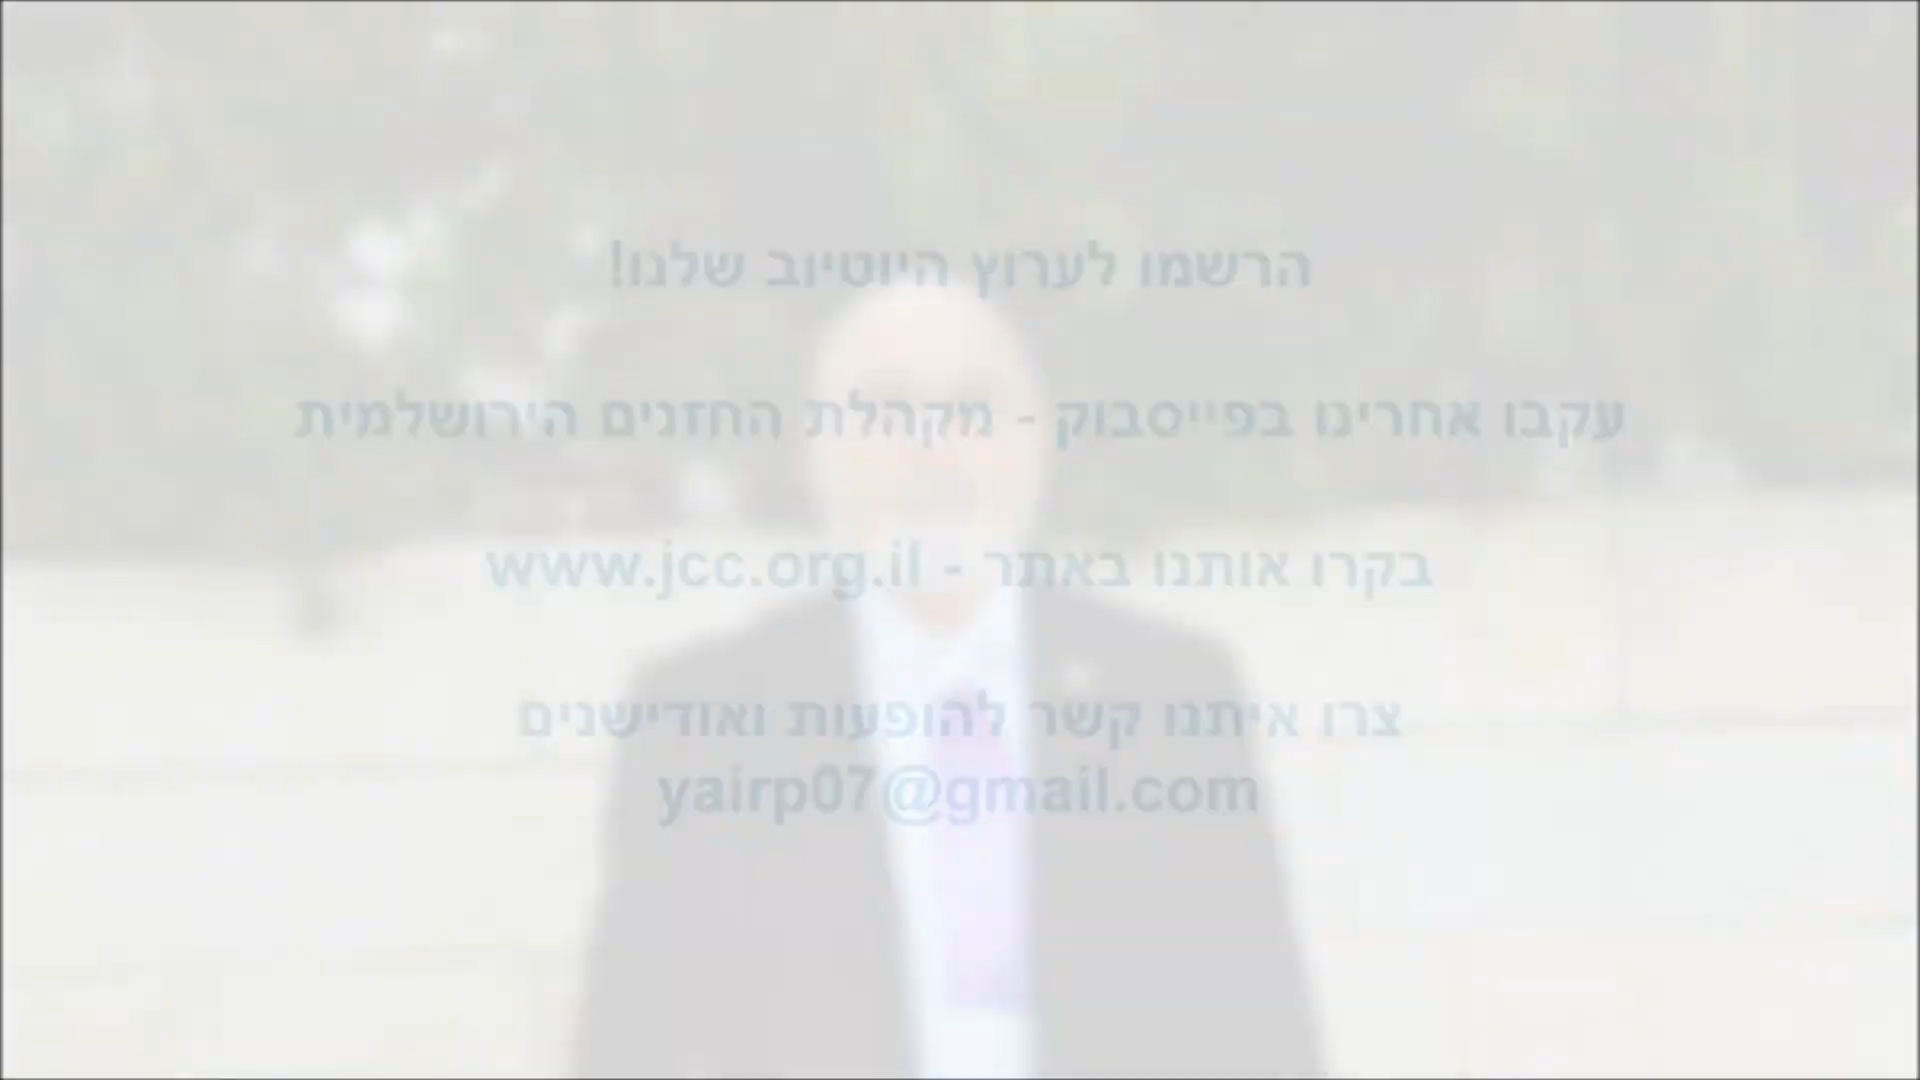 הרשמו לערוץ היוטיוב שלנו!
עקבו אחרינו בפייסבוק - מקהלת החזנים הירושלמית
בקרו אותנו באתר - www.jcc.org.il
צרו איתנו קשר להופעות ואודישנים
yairp07@gmail.com